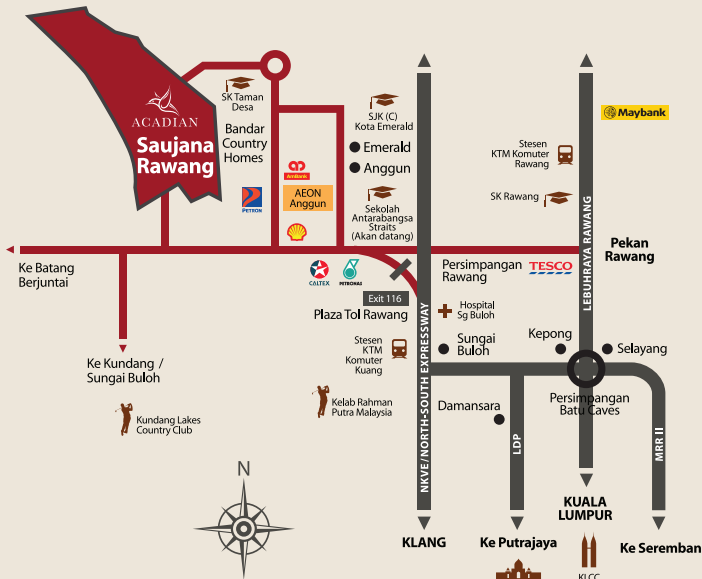 ACADIAN
Saujana
Rawang
SK Taman
Desa
Bandar
Country
Homes
PETRON
AmBank
AEON
Anggun
SJK (C)
Kota Emerald
Emerald
Anggun
Sekolah
Antarabangsa
Straits
(Akan datang)
Maybank
Stesen
KTM Komuter
Rawang
SK Rawang
LEBUHRAYA RAWANG
Pekan
Rawang
Ke Batang
Berjuntai
CALTEX
PETRONAS
Exit 116
Plaza Tol Rawang
Persimpangan
Rawang
TESCO
Hospital
Sg Buloh
Ke Kundang /
Sungai Buloh
Kundang Lakes
Country Club
Stesen
KTM
Komuter
Kuang
Kelab Rahman
Putra Malaysia
NKVE/NORTH-SOUTH EXPRESSWAY
Sungai
Buloh
Kepong
Selayang
Damansara
Persimpangan
Batu Caves
LDP
MRR II
N
KLANG
Ke Putrajaya
KUALA
LUMPUR
KLCC
Ke Seremban